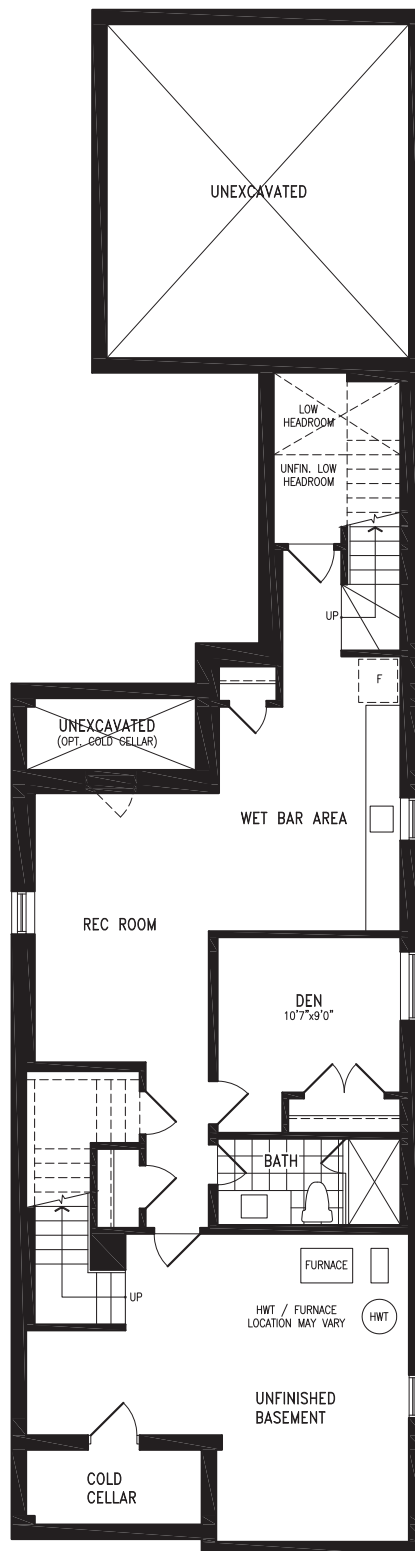 UNEXCAVATED
LOW
HEADROOM
UNFIN. LOW
HEADROOM
UP
F
UNEXCAVATED
(OPT. COLD CELLAR)
WET BAR AREA
REC ROOM
DEN
10'7"x9'0"
BATH
FURNACE
HWT / FURNACE
LOCATION MAY VARY
HWT
UP
UNFINISHED
BASEMENT
COLD
CELLAR